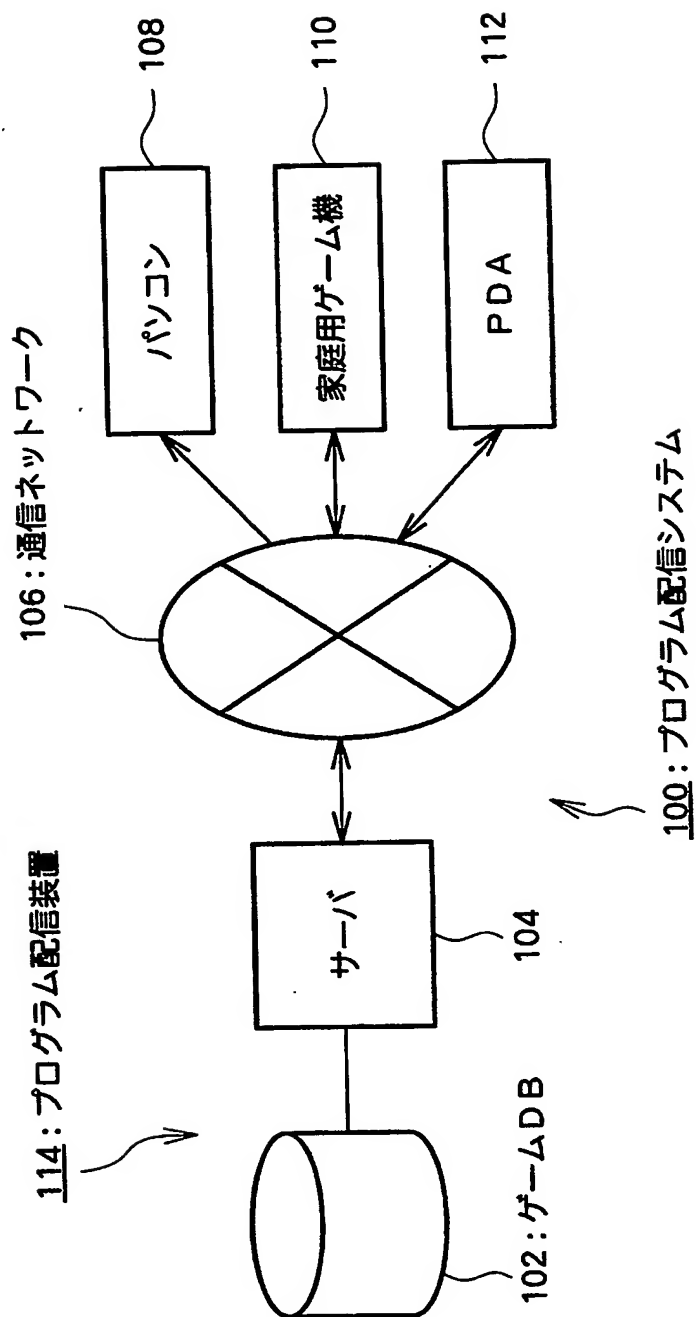 114：プログラム配信装置
106：通信ネットワーク
パソコン
108
家庭用ゲーム機
110
PDA
112
サーバ
104
102：ゲームDB
100：プログラム配信システム